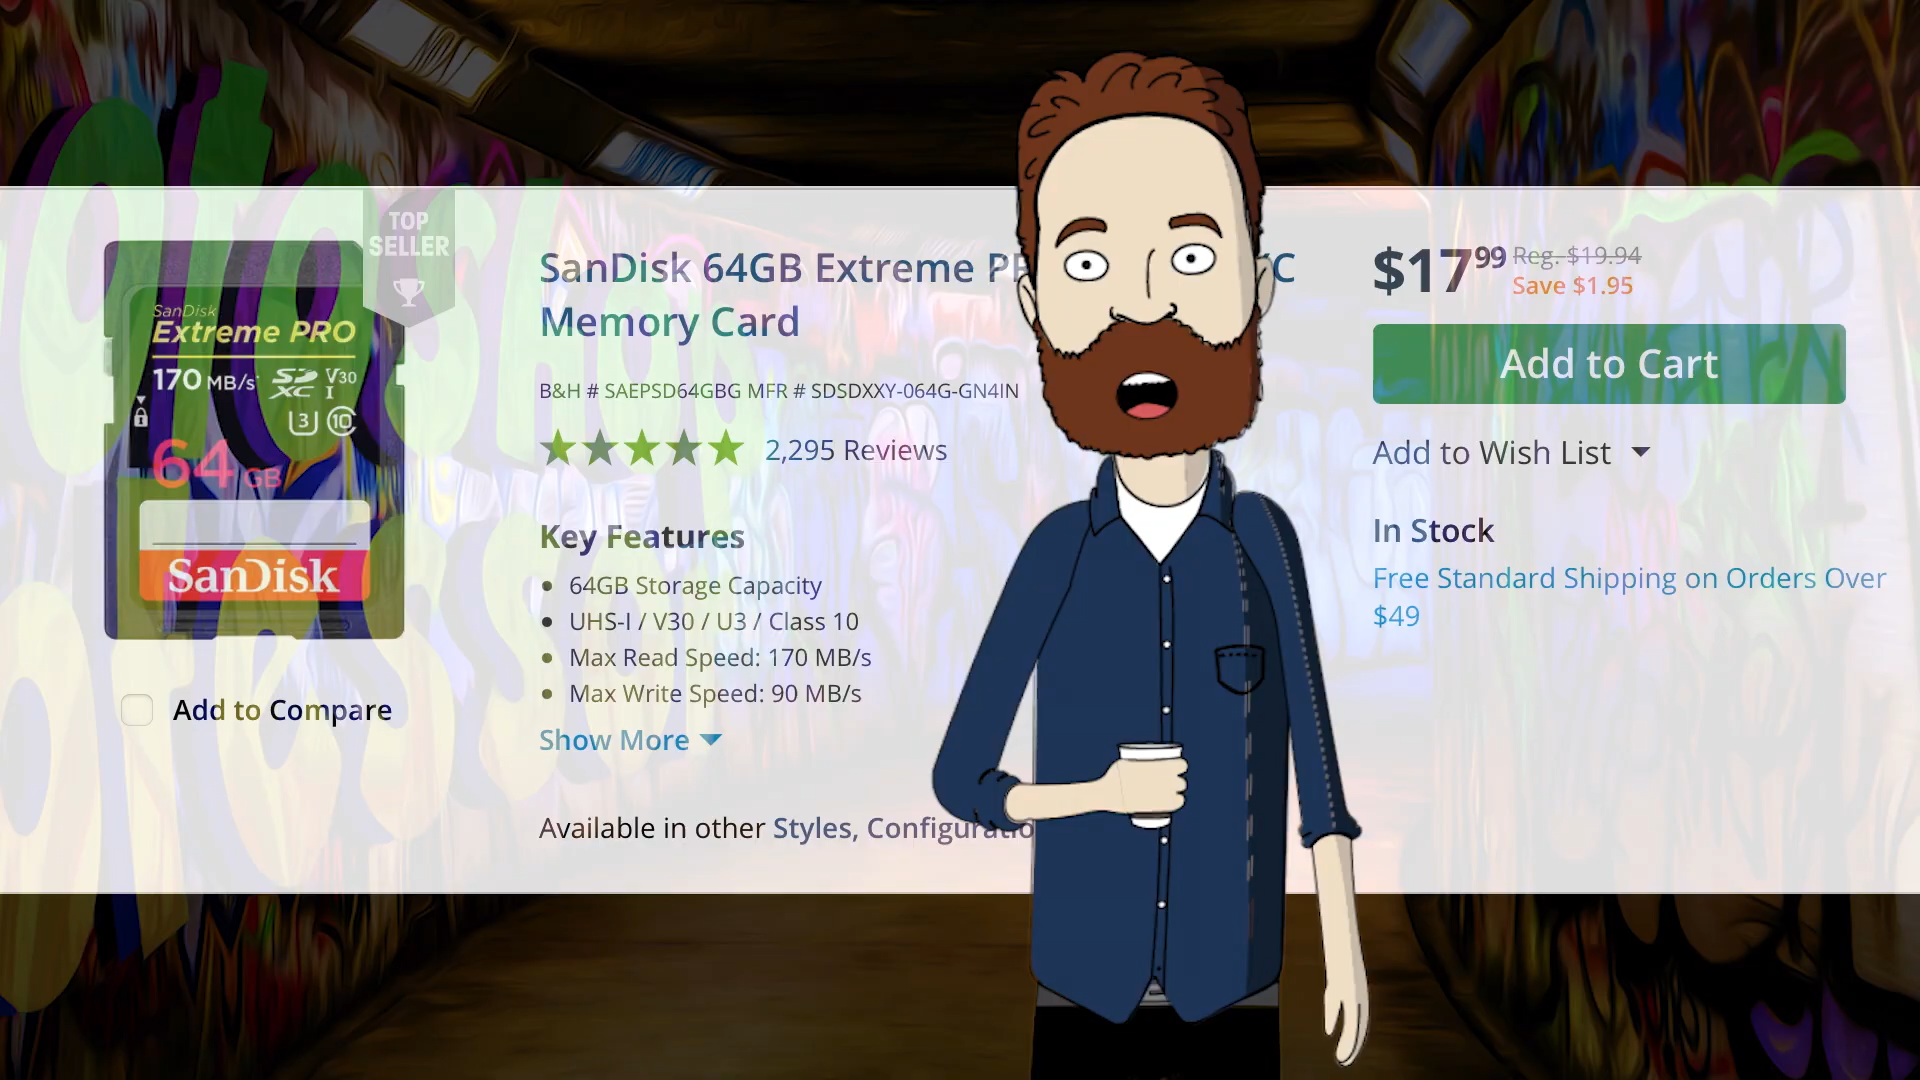 TOP
SELLER
SanDisk
Extreme PRO
170 MB/s
SD XC V30 I
U3 10
64 GB
SanDisk
Add to Compare
SanDisk 64GB Extreme
Memory Card
B&H # SAEPSD64GBG MFR # SDSDXXY-064G-GN4IN
2,295 Reviews
Key Features
• 64GB Storage Capacity
• UHS-I / V30 / U3 / Class 10
• Max Read Speed: 170 MB/s
• Max Write Speed: 90 MB/s
Show More
Available in other Styles,
$17.99 Reg. $19.94
Save $1.95
Add to Cart
Add to Wish List
In Stock
Free Standard Shipping on Orders Over
$49